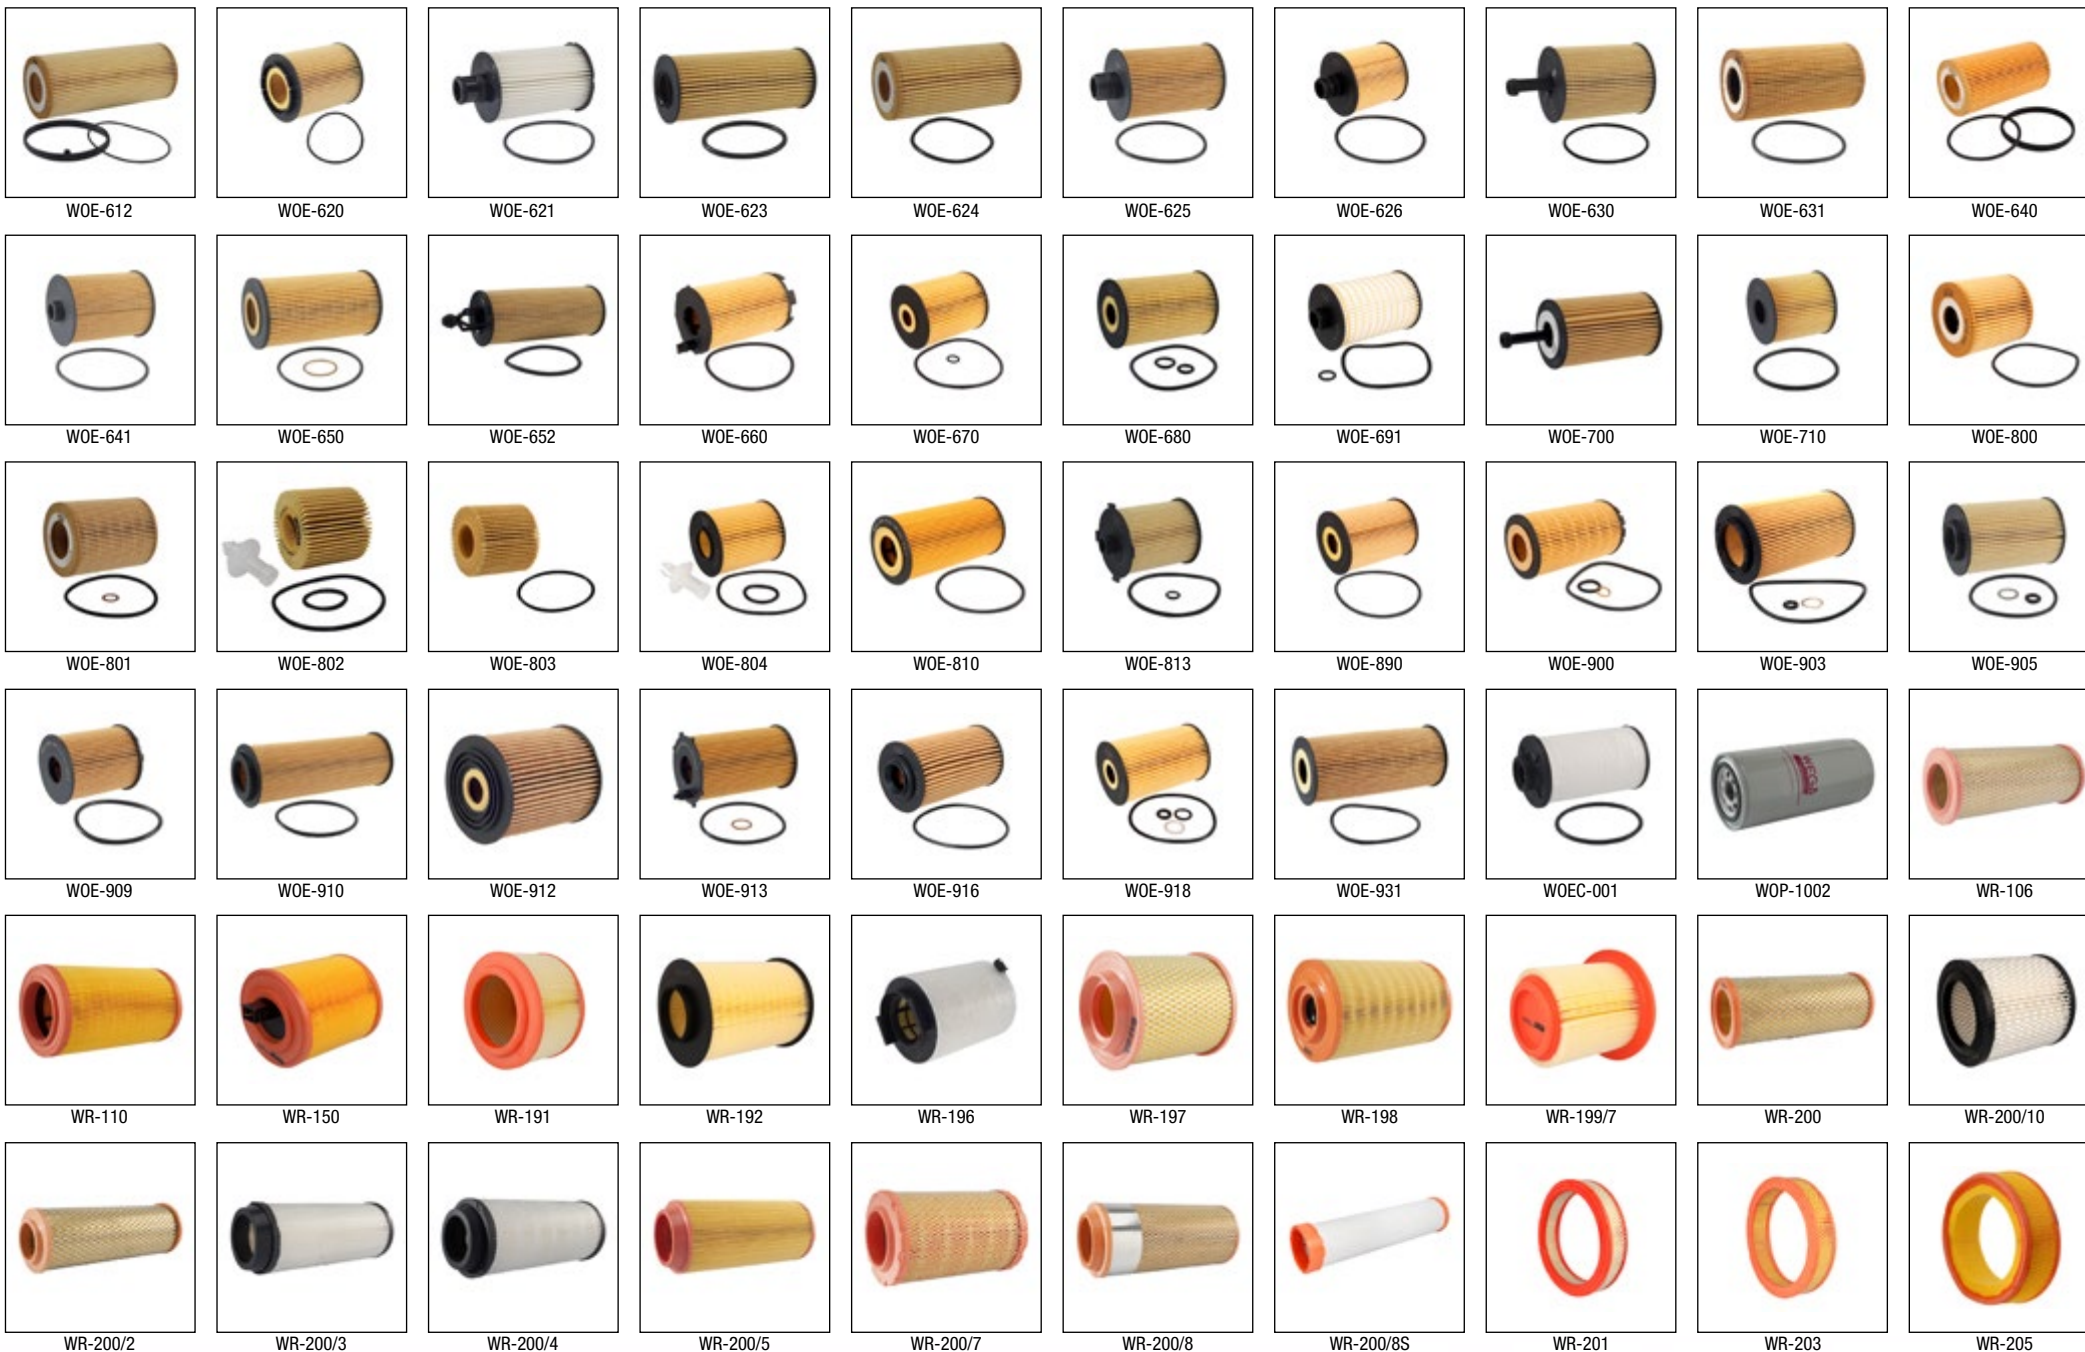 WOE-612 WOE-620 WOE-621 WOE-623 WOE-624 WOE-625 WOE-626 WOE-630 WOE-631 WOE-640
WOE-641 WOE-650 WOE-652 WOE-660 WOE-670 WOE-680 WOE-691 WOE-700 WOE-710 WOE-800
WOE-801 WOE-802 WOE-803 WOE-804 WOE-810 WOE-813 WOE-890 WOE-900 WOE-903 WOE-905
WOE-909 WOE-910 WOE-912 WOE-913 WOE-916 WOE-918 WOE-931 WOEC-001 WOP-1002 WR-106
WR-110 WR-150 WR-191 WR-192 WR-196 WR-197 WR-198 WR-199/7 WR-200 WR-200/10
WR-200/2 WR-200/3 WR-200/4 WR-200/5 WR-200/7 WR-200/8 WR-200/8S WR-201 WR-203 WR-205